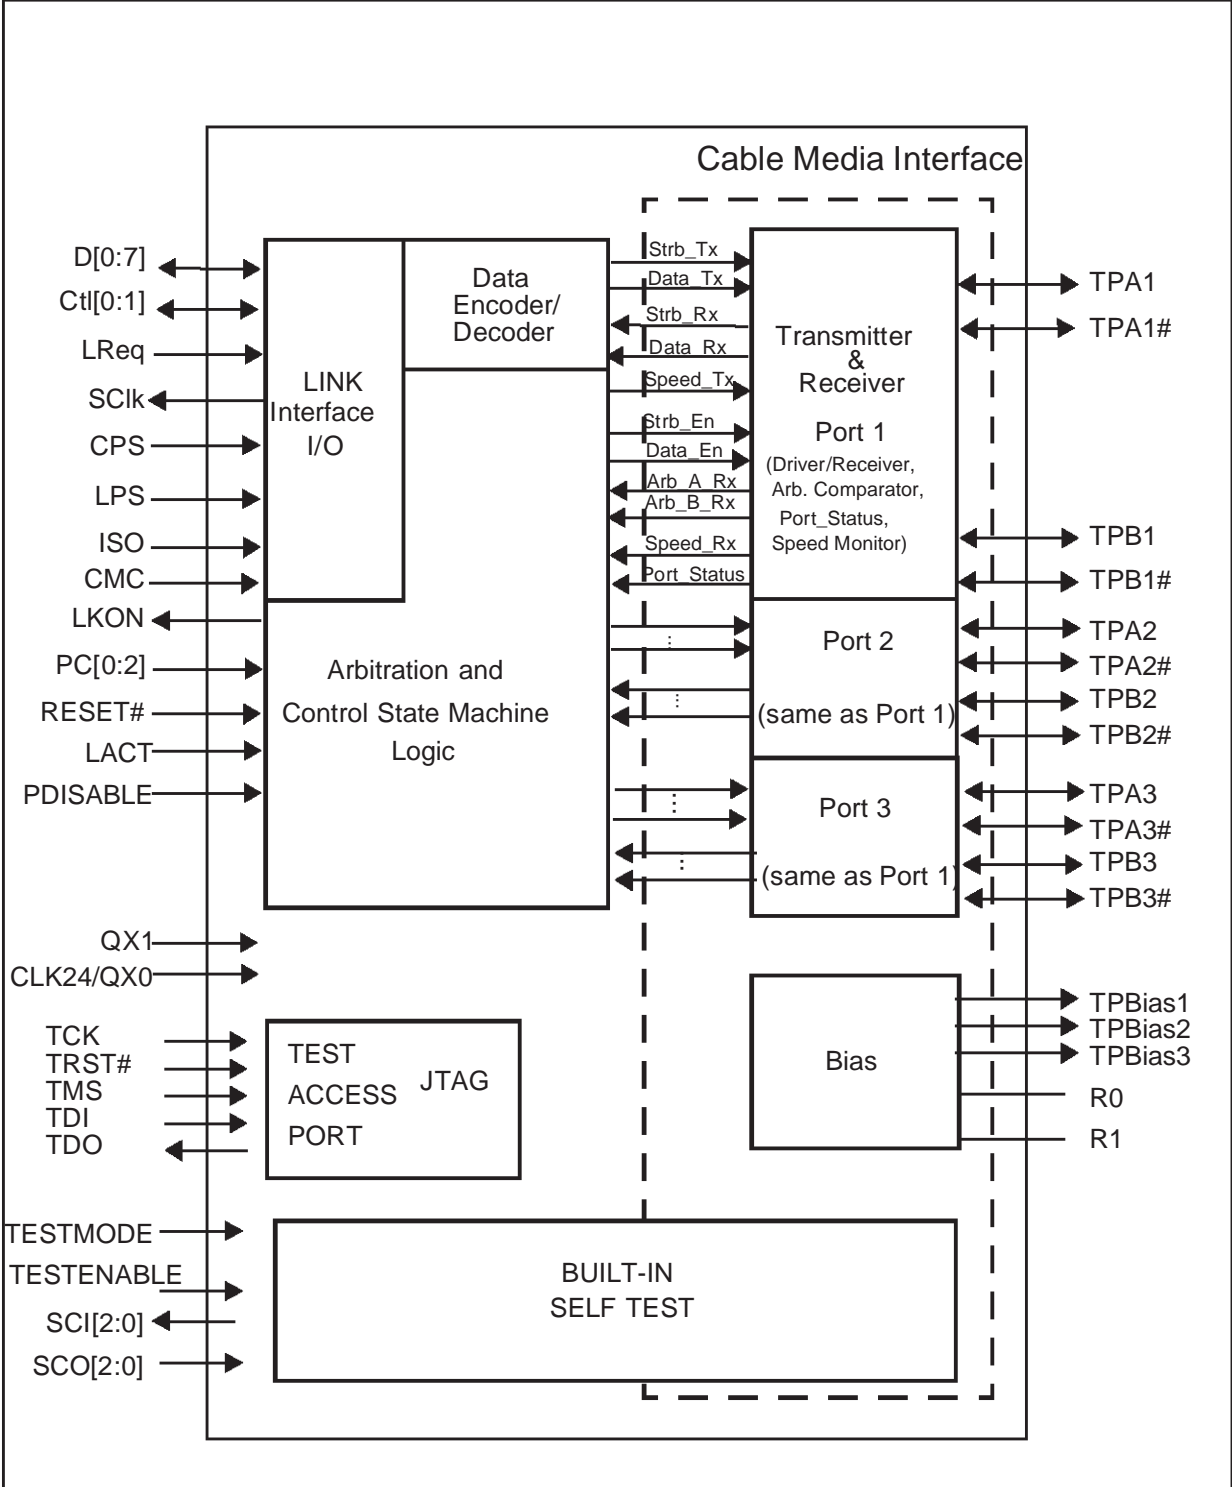 Cable Media Interface
D[0:7]
Ctl[0:1]
LReq
SClk
CPS
LPS
ISO
CMC
LKON
PC[0:2]
RESET#
LACT
PDISABLE
QX1
CLK24/QX0
TCK
TRST#
TMS
TDI
TDO
TESTMODE
TESTENABLE
SCI[2:0]
SCO[2:0]
LINK
Interface
I/O
Data
Encoder/
Decoder
Arbitration and
Control State Machine
Logic
Strb_Tx
Data_Tx
Strb_Rx
Data_Rx
Speed_Tx
Strb_En
Data_En
Arb_A_Rx
Arb_B_Rx
Speed_Rx
Port_Status
Transmitter
&
Receiver
Port 1
(Driver/Receiver,
Arb. Comparator,
Port_Status,
Speed Monitor)
Port 2
(same as Port 1)
Port 3
(same as Port 1)
Bias
TEST
ACCESS JTAG
PORT
BUILT-IN
SELF TEST
TPA1
TPA1#
TPB1
TPB1#
TPA2
TPA2#
TPB2
TPB2#
TPA3
TPA3#
TPB3
TPB3#
TPBias1
TPBias2
TPBias3
R0
R1